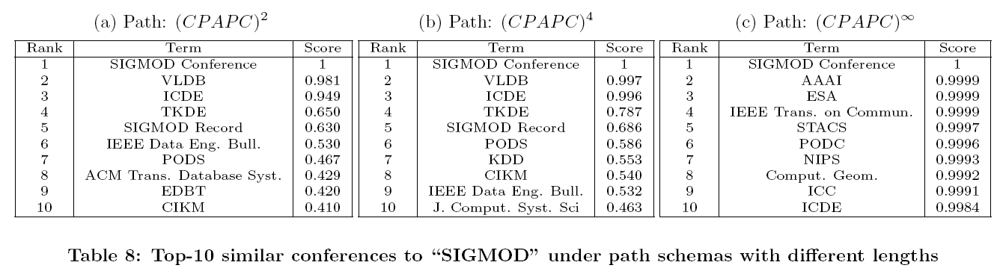 (a) Path: (CPAPC)² (b) Path: (CPAPC)⁴ (c) Path: (CPAPC)^∞
Rank Term Score Rank Term Score Rank Term Score
1 SIGMOD Conference 1 1 SIGMOD Conference 1 1 SIGMOD Conference 1
2 VLDB 0.981 2 VLDB 0.997 2 AAAI 0.9999
3 ICDE 0.949 3 ICDE 0.996 3 ESA 0.9999
4 TKDE 0.650 4 TKDE 0.787 4 IEEE Trans. on Commun. 0.9999
5 SIGMOD Record 0.630 5 SIGMOD Record 0.686 5 STACS 0.9997
6 IEEE Data Eng. Bull. 0.530 6 PODS 0.586 6 PODC 0.9996
7 PODS 0.467 7 KDD 0.553 7 NIPS 0.9993
8 ACM Trans. Database Syst. 0.429 8 CIKM 0.540 8 Comput. Geom. 0.9992
9 EDBT 0.420 9 IEEE Data Eng. Bull. 0.532 9 ICC 0.9991
10 CIKM 0.410 10 J. Comput. Syst. Sci 0.463 10 ICDE 0.9984
Table 8: Top-10 similar conferences to “SIGMOD” under path schemas with different lengths